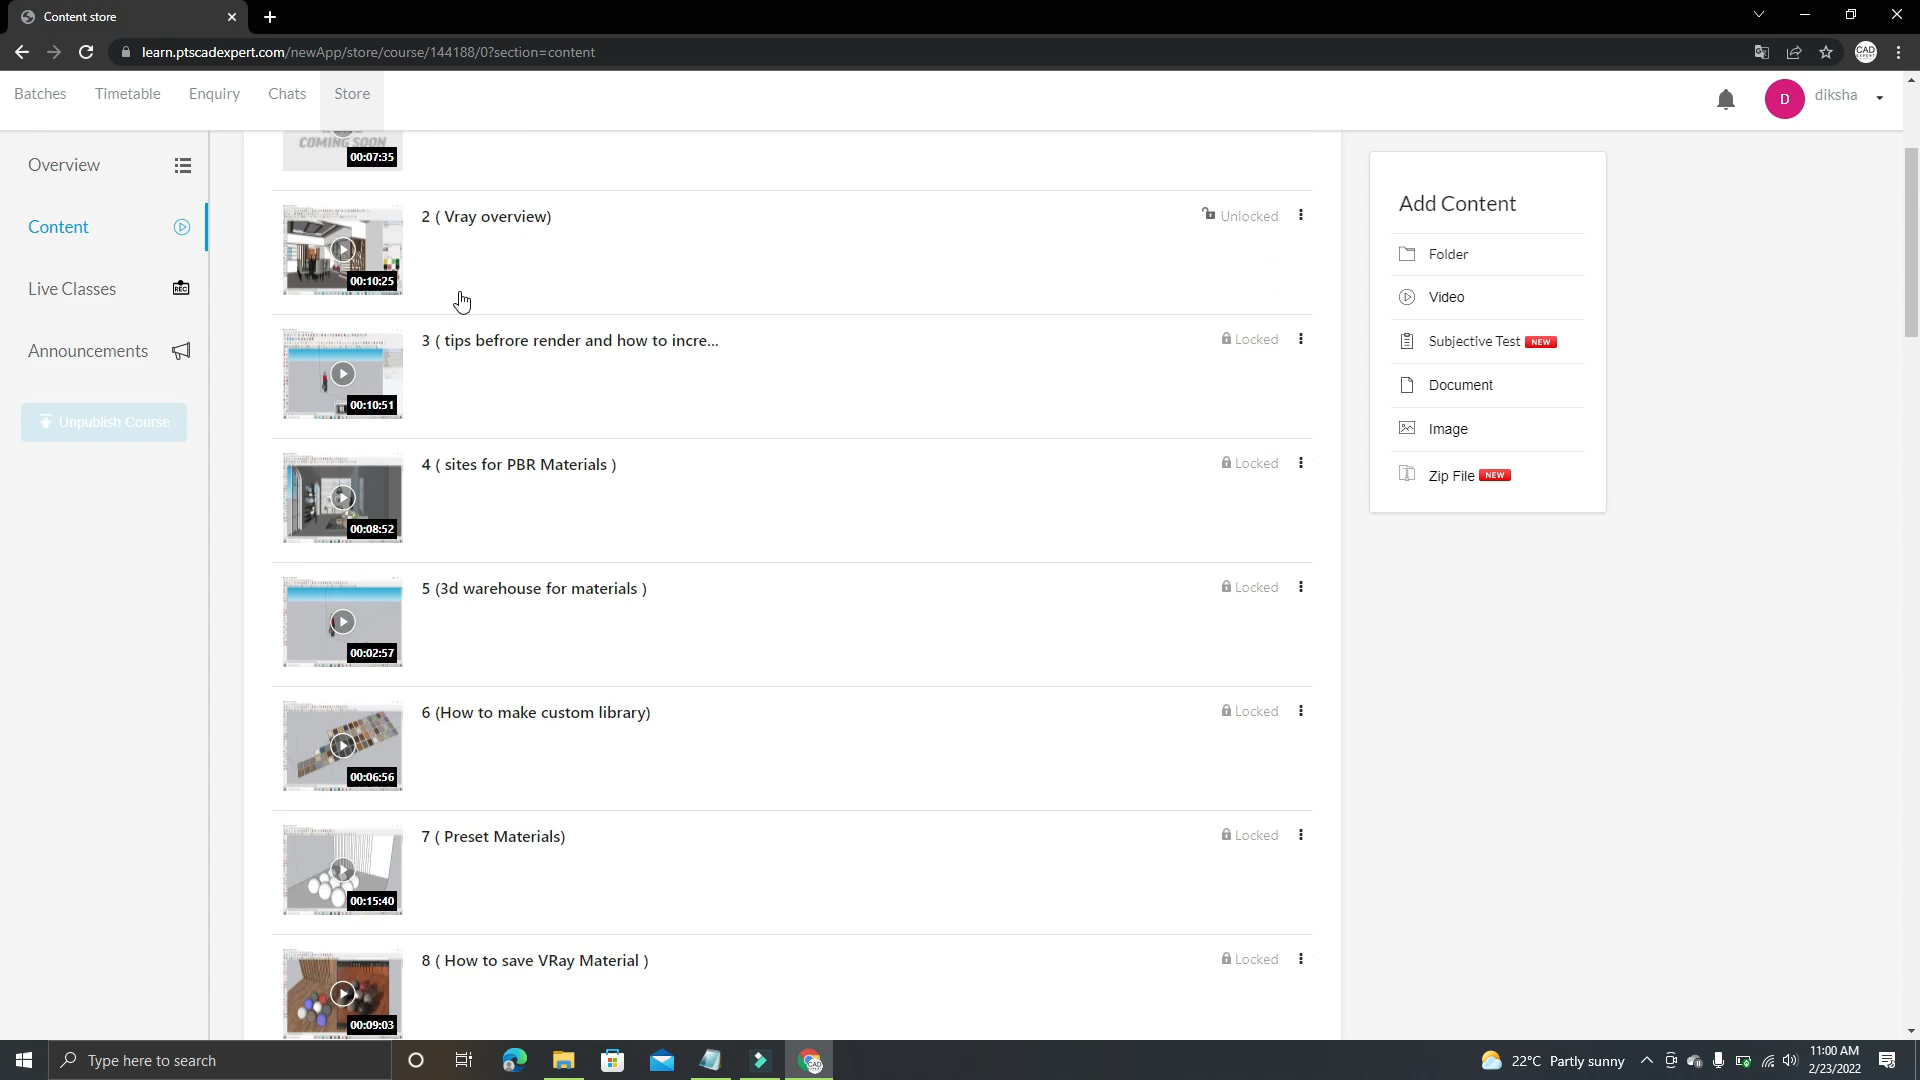 Content store
learn.ptscadexpert.com/newApp/store/course/144188/0?section=content
CAD
EXPERT
Batches
Timetable
Enquiry
Chats
Store
D
diksha
Overview
Content
Live Classes
REC
Announcements
Unpublish Course
COMING SOON
00:07:35
2 ( Vray overview)
Unlocked
00:10:25
3 ( tips befrore render and how to incre...
Locked
00:10:51
4 ( sites for PBR Materials )
Locked
00:08:52
5 (3d warehouse for materials )
Locked
00:02:57
6 (How to make custom library)
Locked
00:06:56
7 ( Preset Materials)
Locked
00:15:40
8 ( How to save VRay Material )
Locked
00:09:03
Add Content
Folder
Video
Subjective Test NEW
Document
Image
Zip File NEW
Type here to search
22°C Partly sunny
11:00 AM
2/23/2022